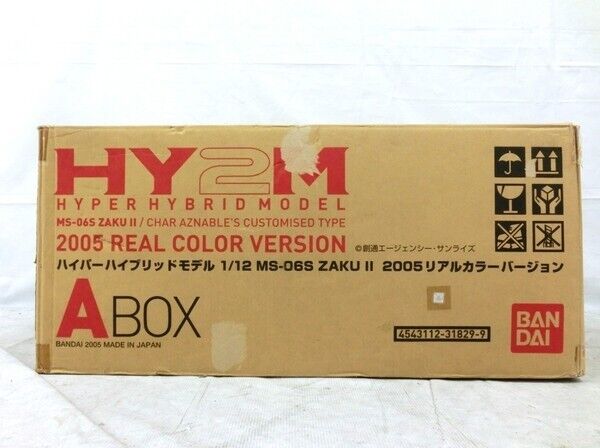 HY2M
HYPER HYBRID MODEL
MS-06S ZAKU II / CHAR AZNABLE'S CUSTOMISED TYPE
2005 REAL COLOR VERSION
©創通エージェンシー・サンライズ
ハイパーハイブリッドモデル 1/12 MS-06S ZAKU II 2005リアルカラーバージョン
A BOX
BANDAI 2005 MADE IN JAPAN
4543112-31829-9
BAN
DAI